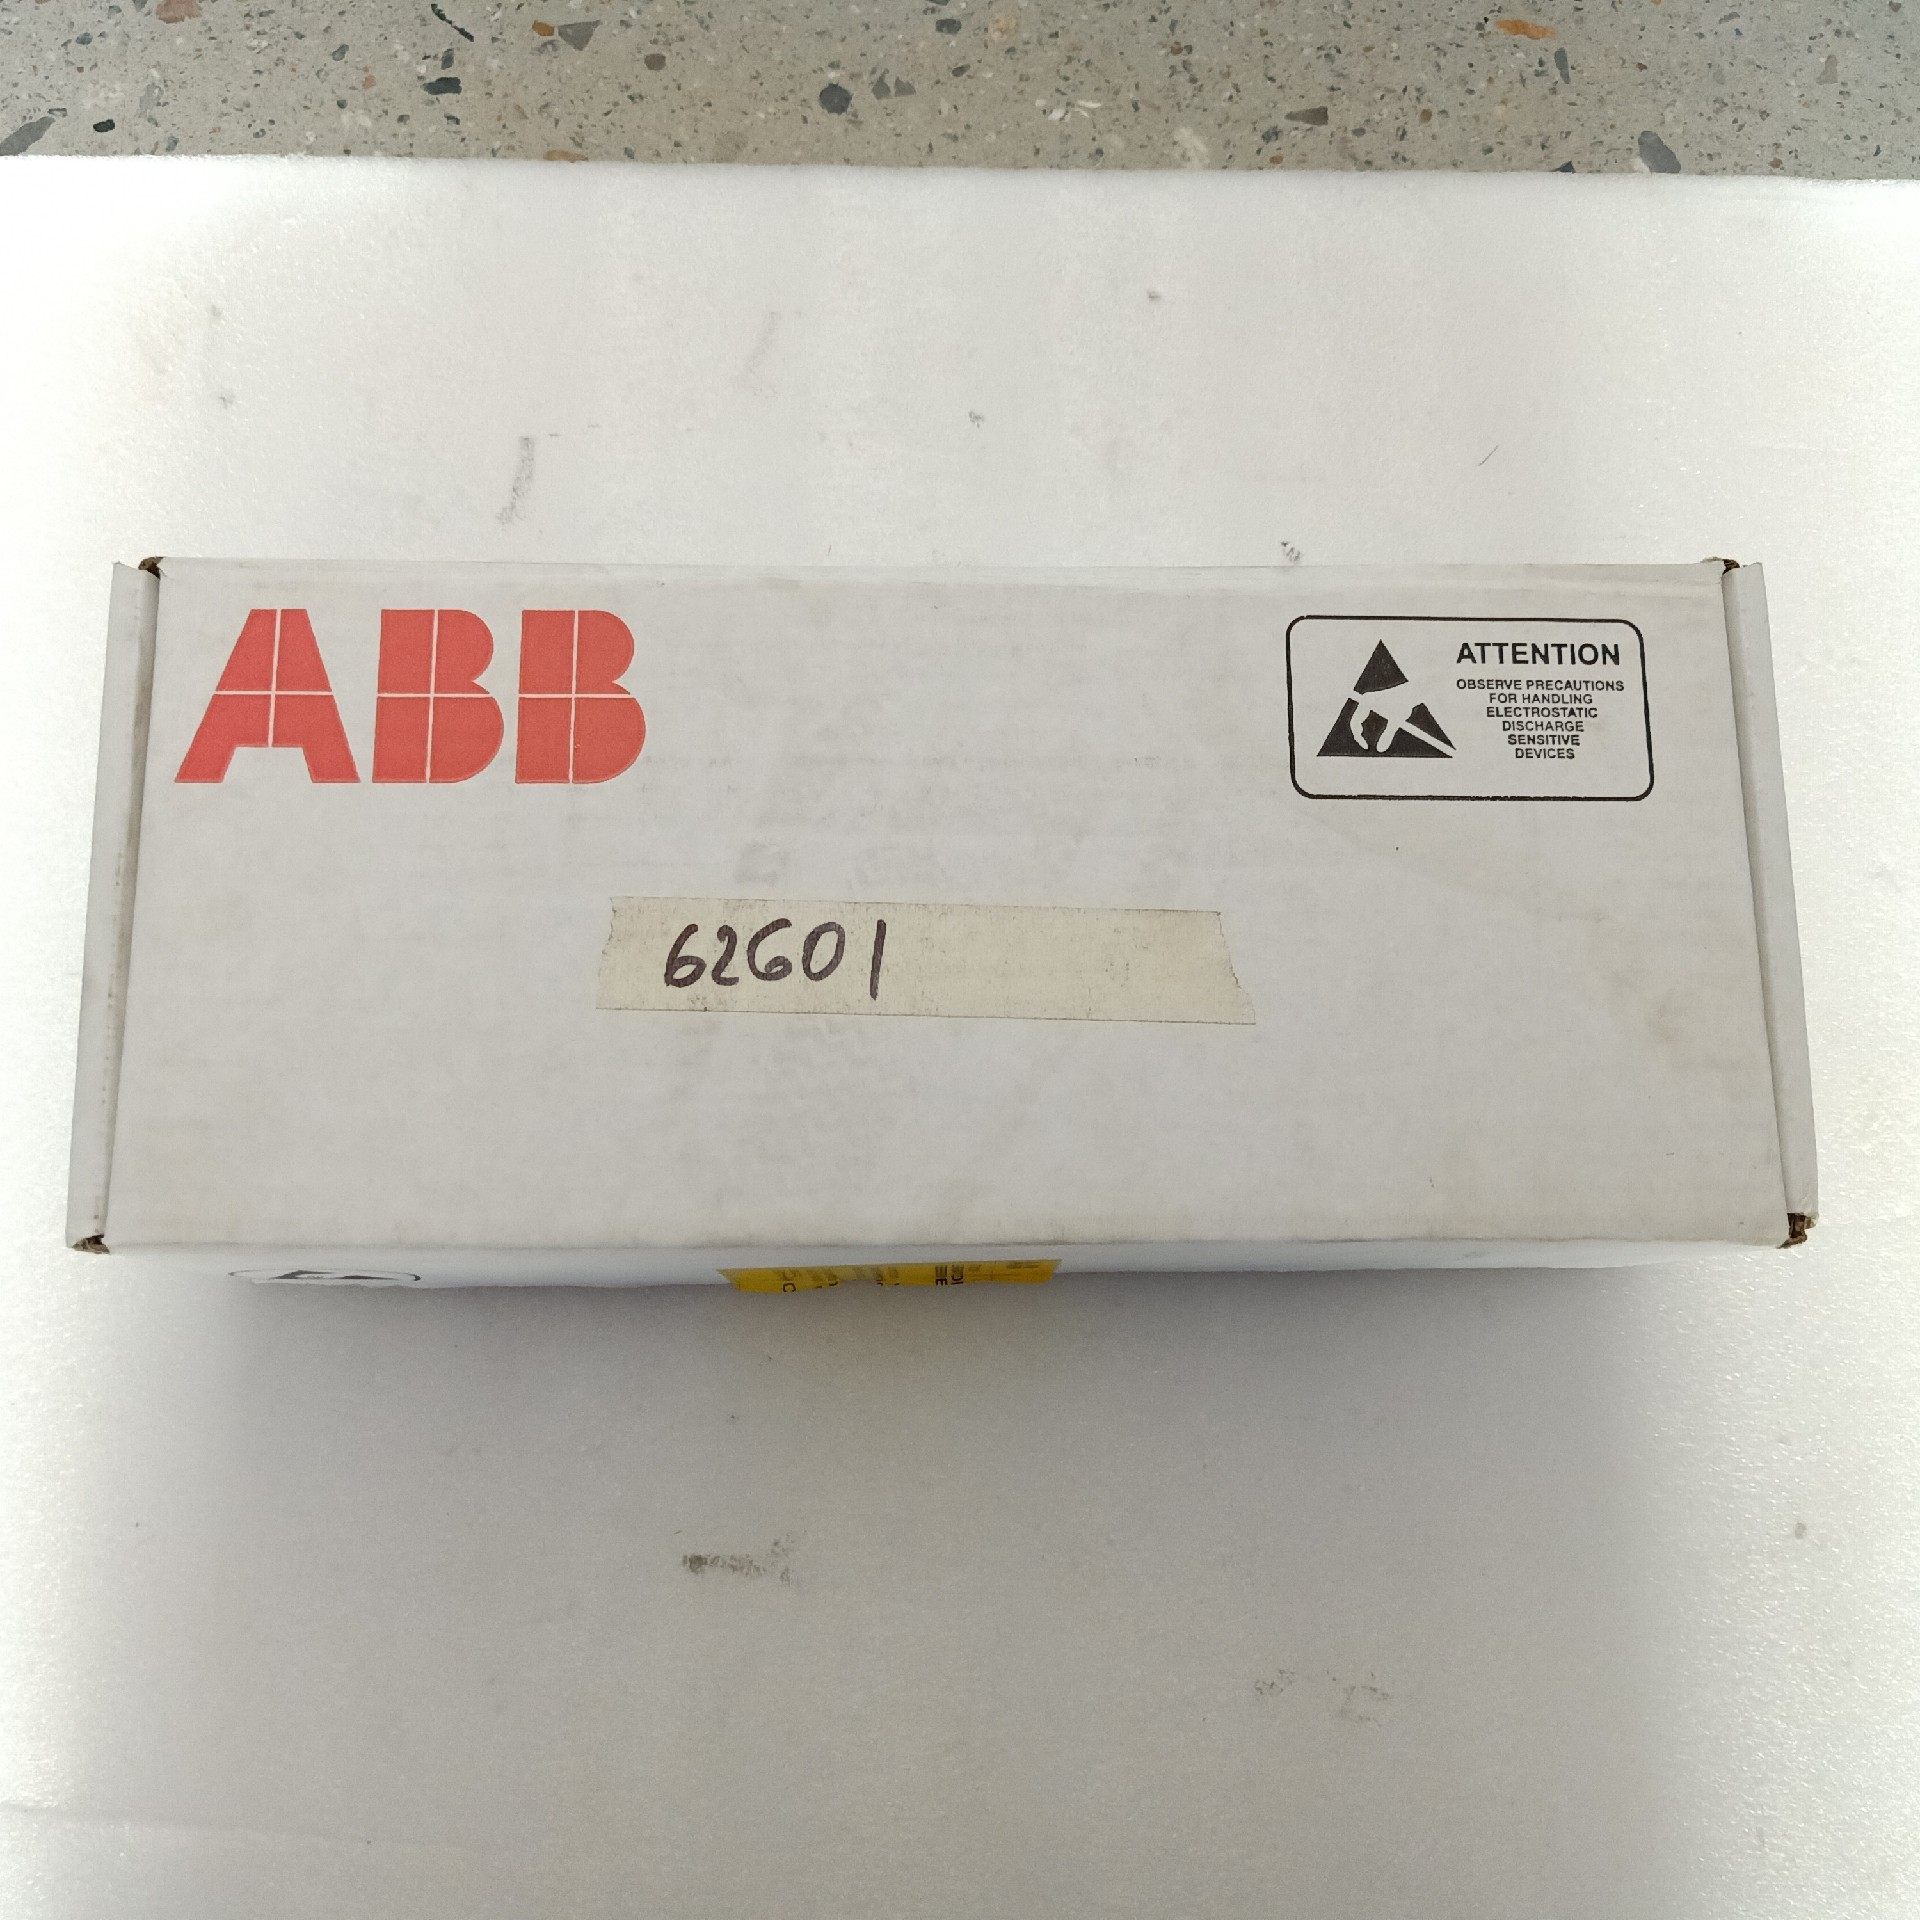 ABB
ATTENTION
OBSERVE PRECAUTIONS
FOR HANDLING
ELECTROSTATIC
DISCHARGE
SENSITIVE
DEVICES
62601